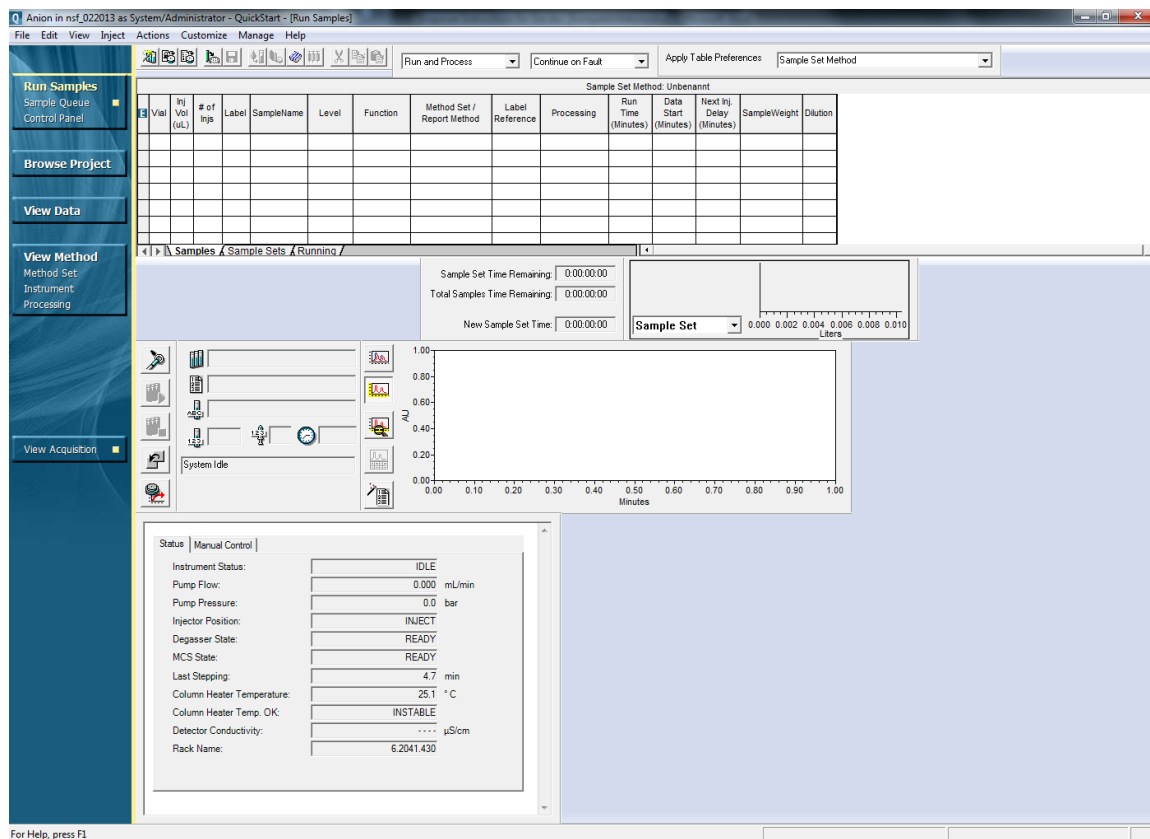 Anion in nsf_022013 as System/Administrator - QuickStart - [Run Samples]
File Edit View Inject Actions Customize Manage Help
Run and Process
Continue on Fault
Apply Table Preferences
Sample Set Method
Run Samples
Sample Queue
Control Panel
Browse Project
View Data
View Method
Method Set
Instrument
Processing
View Acquisition
Sample Set Method: Unbenannt
E Vial Inj Vol (uL) # of Injs Label SampleName Level Function Method Set / Report Method Label Reference Processing Run Time (Minutes) Data Start (Minutes) Next Inj. Delay (Minutes) SampleWeight Dilution
Samples Sample Sets Running
Sample Set Time Remaining: 0:00:00:00
Total Samples Time Remaining: 0:00:00:00
New Sample Set Time: 0:00:00:00
Sample Set
0.000 0.002 0.004 0.006 0.008 0.010
Liters
ABC
123
123
System Idle
AU
1.00
0.80
0.60
0.40
0.20
0.00
0.00 0.10 0.20 0.30 0.40 0.50 0.60 0.70 0.80 0.90 1.00
Minutes
Status Manual Control
Instrument Status: IDLE
Pump Flow: 0.000 mL/min
Pump Pressure: 0.0 bar
Injector Position: INJECT
Degasser State: READY
MCS State: READY
Last Stepping: 4.7 min
Column Heater Temperature: 25.1 ° C
Column Heater Temp. OK: INSTABLE
Detector Conductivity: ---- µS/cm
Rack Name: 6.2041.430
For Help, press F1